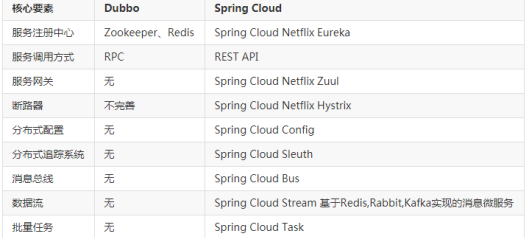 核心要素 Dubbo Spring Cloud
服务注册中心 Zookeeper、Redis Spring Cloud Netflix Eureka
服务调用方式 RPC REST API
服务网关 无 Spring Cloud Netflix Zuul
断路器 不完善 Spring Cloud Netflix Hystrix
分布式配置 无 Spring Cloud Config
分布式追踪系统 无 Spring Cloud Sleuth
消息总线 无 Spring Cloud Bus
数据流 无 Spring Cloud Stream 基于Redis,Rabbit,Kafka实现的消息微服务
批量任务 无 Spring Cloud Task